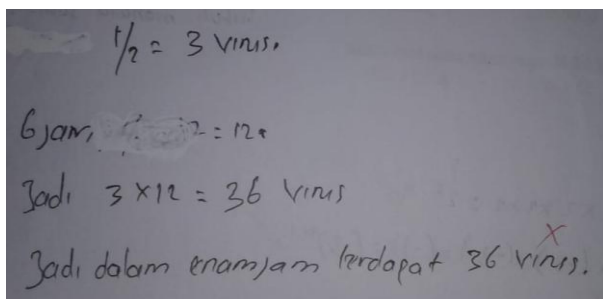 1/2 = 3 virus.
6 jam, 2 = 12.
Jadi 3 x 12 = 36 virus
Jadi dalam enam jam terdapat 36 virus.